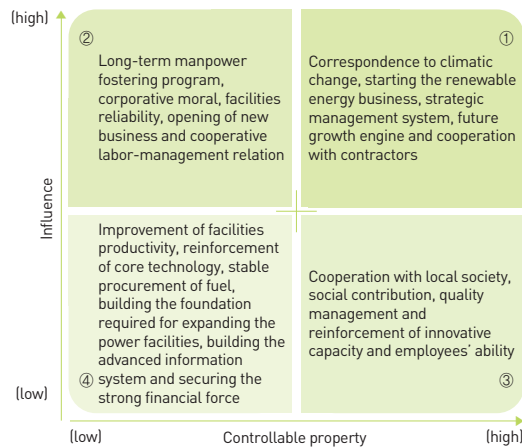 (high)
②
Long-term manpower
fostering program,
corporative moral, facilities
reliability, opening of new
business and cooperative
labor-management relation
①
Correspondence to climatic
change, starting the renewable
energy business, strategic
management system, future
growth engine and cooperation
with contractors
Influence
Improvement of facilities
productivity, reinforcement
of core technology, stable
procurement of fuel,
building the foundation
required for expanding the
power facilities, building the
advanced information
④ system and securing the
strong financial force
Cooperation with local society,
social contribution, quality
management and
reinforcement of innovative
capacity and employees' ability
③
(low)
(low) Controllable property (high)